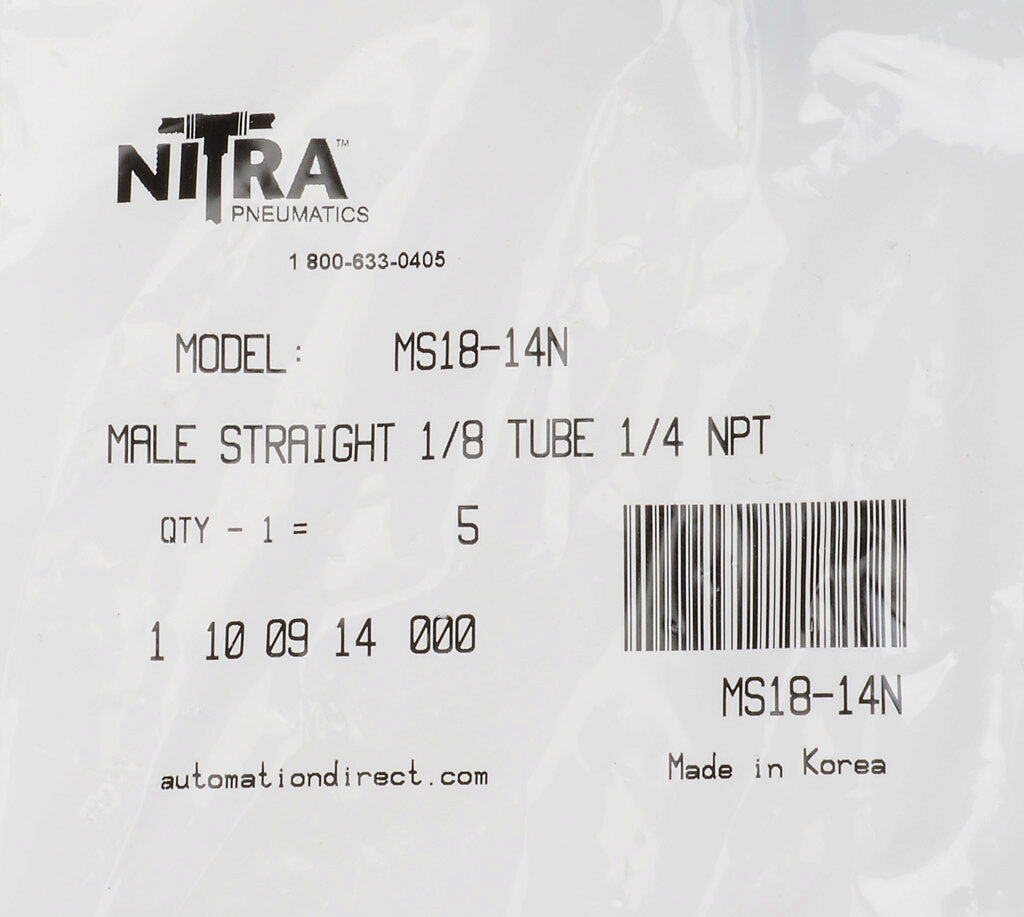 NITRA™
PNEUMATICS
1 800-633-0405
MODEL: MS18-14N
MALE STRAIGHT 1/8 TUBE 1/4 NPT
QTY - 1 = 5
1 10 09 14 000
MS18-14N
automationdirect.com
Made in Korea